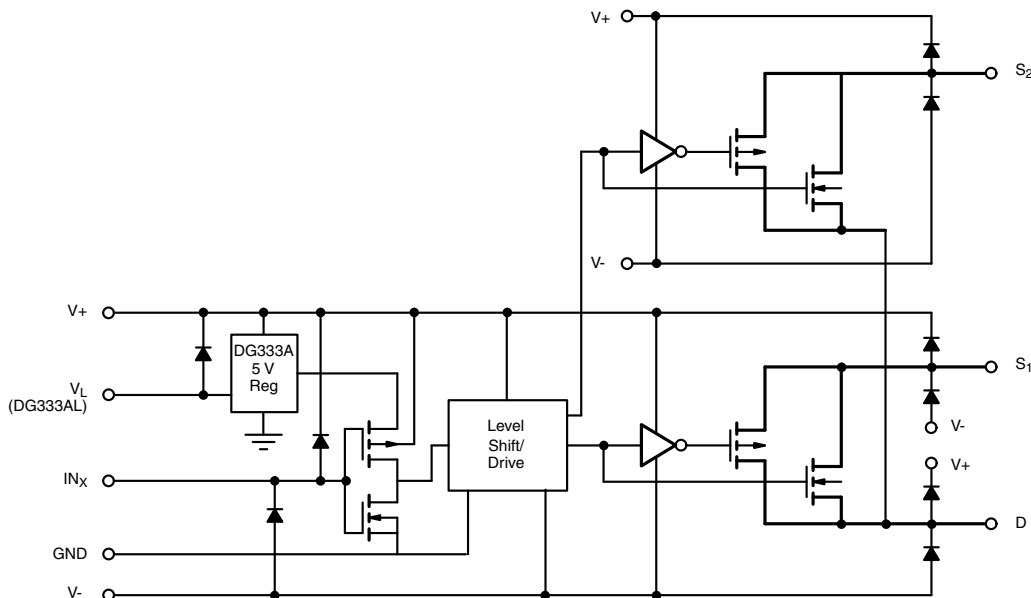 V+
S2
V-
V+
DG333A
5 V
Reg
VL
(DG333AL)
S1
Level
Shift/
Drive
V-
V+
INX
D
GND
V-